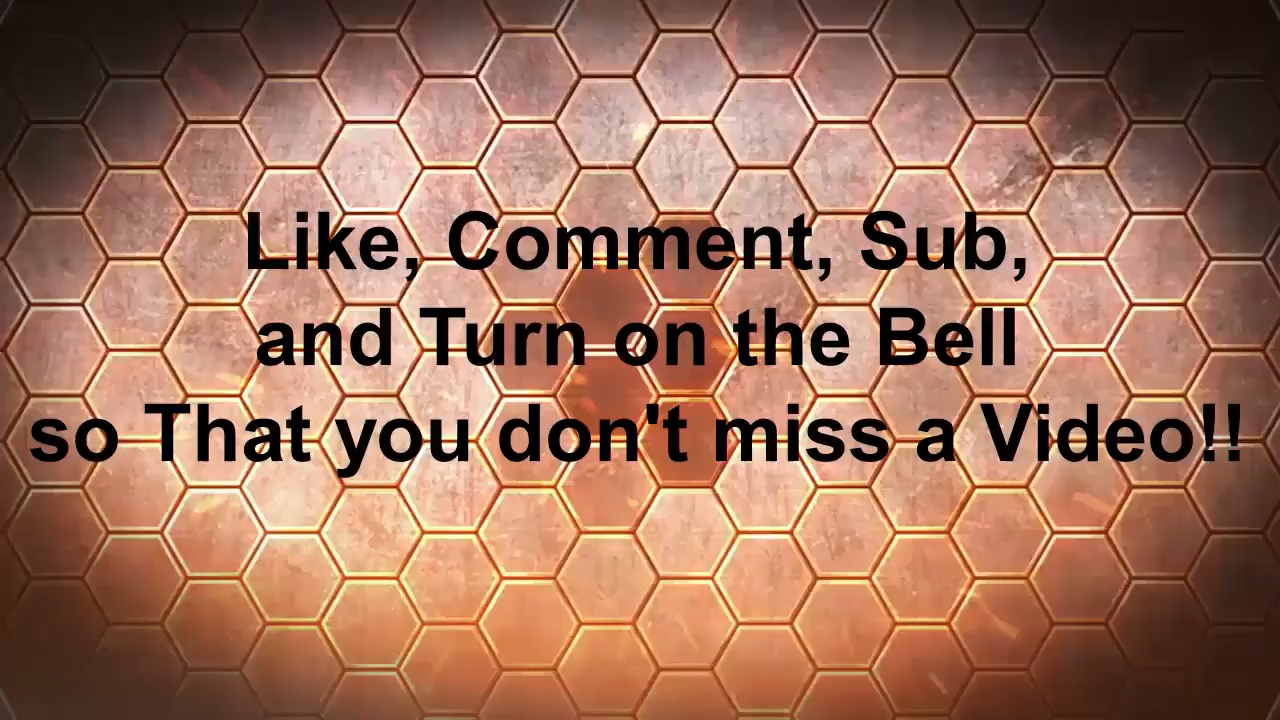 Like, Comment, Sub,
and Turn on the Bell
so That you don't miss a Video!!